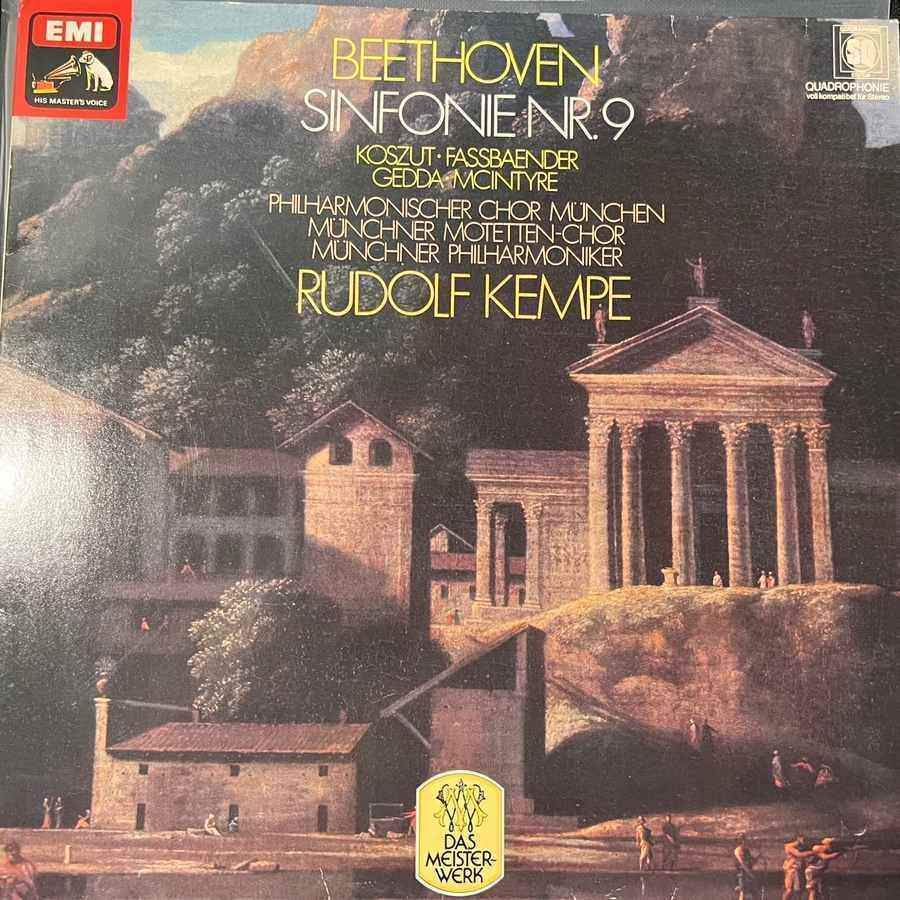 EMI
HIS MASTER'S VOICE
QUADROPHONIE
voll kompatibel für Stereo
BEETHOVEN
SINFONIE NR. 9
KOSZUT · FASSBAENDER
GEDDA · MCINTYRE
PHILHARMONISCHER CHOR MÜNCHEN
MÜNCHNER MOTETTEN-CHOR
MÜNCHNER PHILHARMONIKER
RUDOLF KEMPE
DAS
MEISTER-
WERK